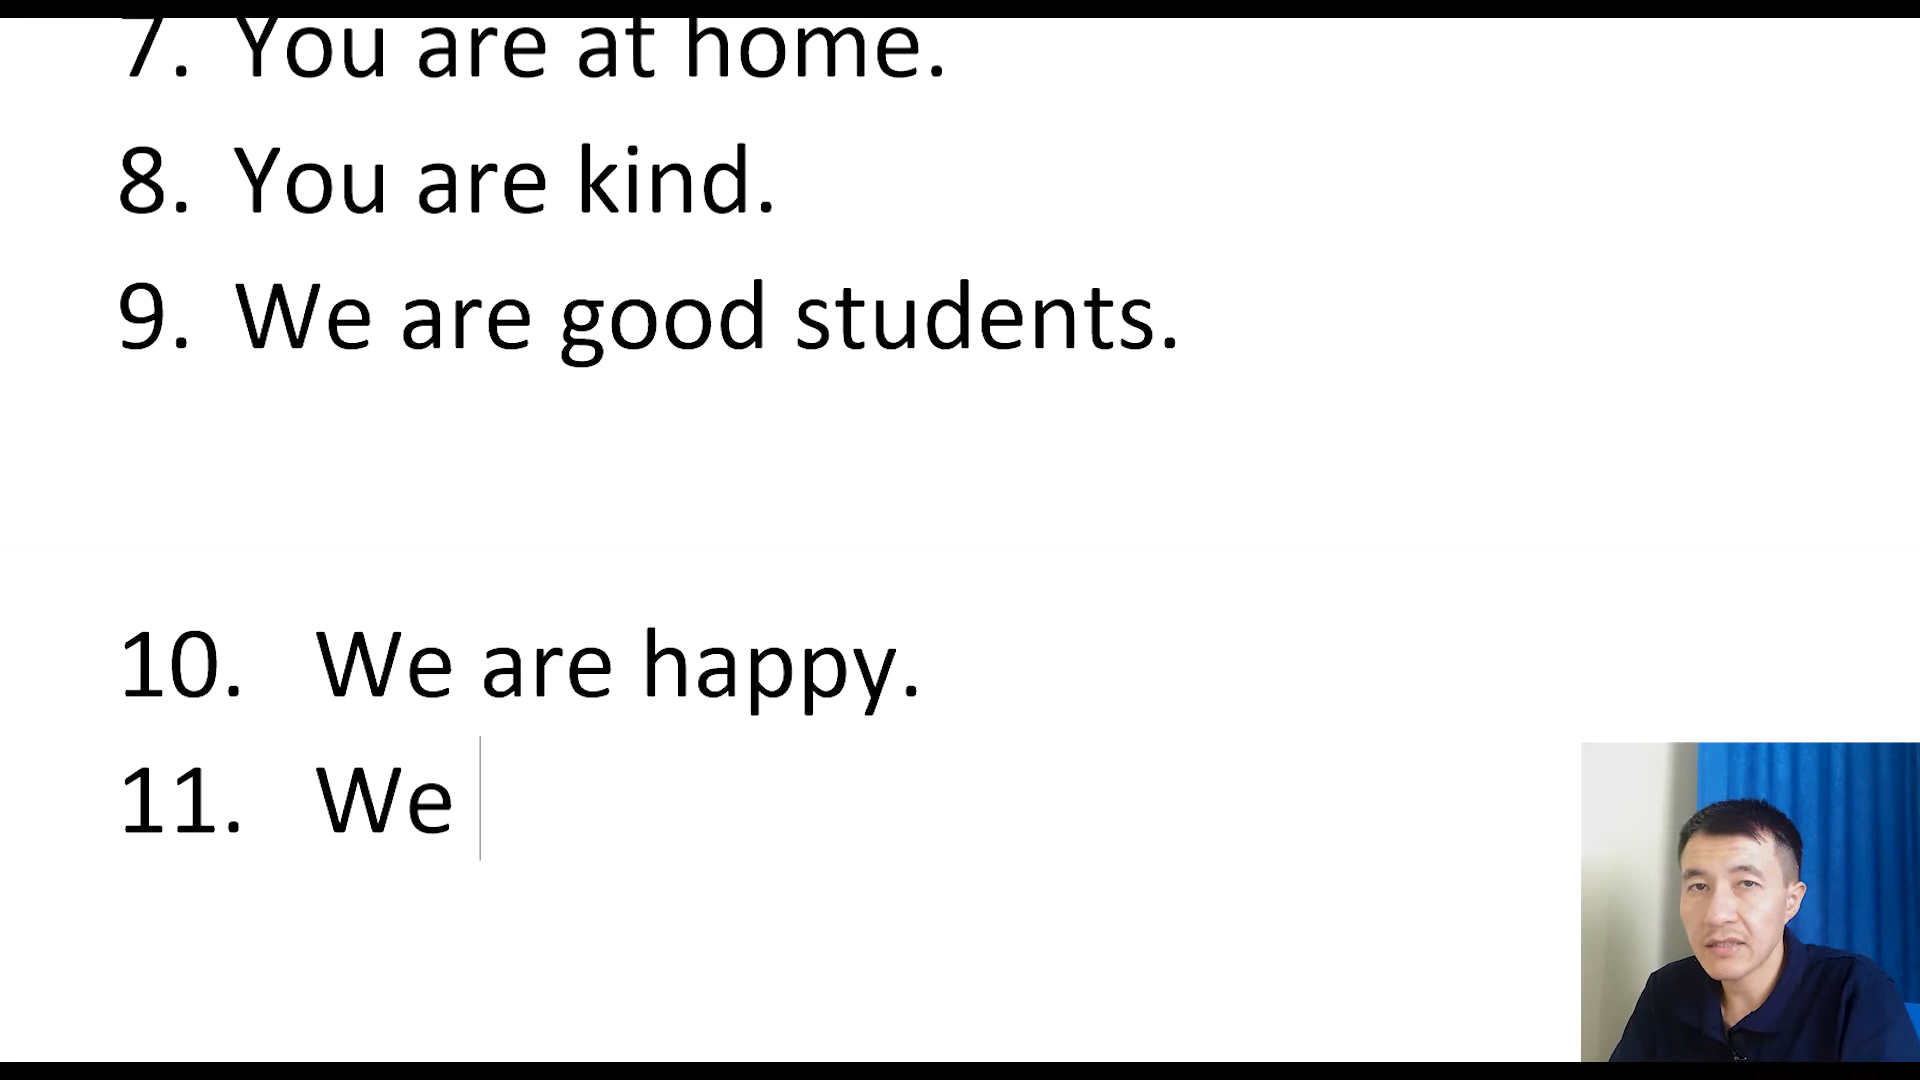 7. You are at home.
8. You are kind.
9. We are good students.
10. We are happy.
11. We